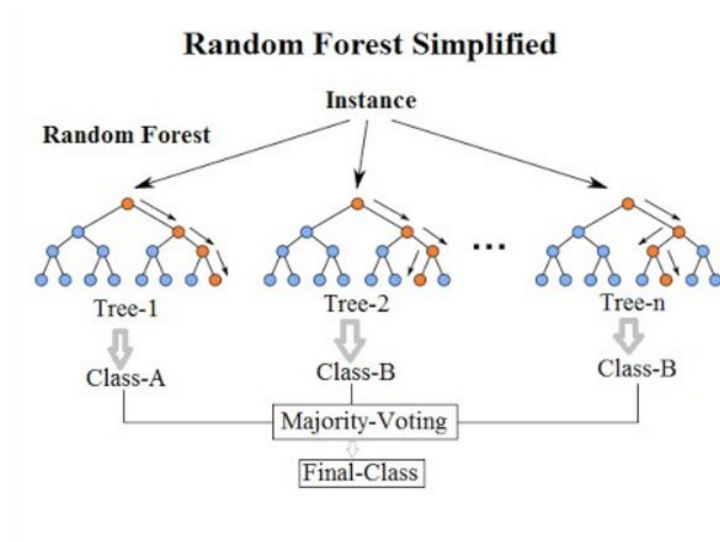 Random Forest Simplified
Instance
Random Forest
...
Tree-1
Tree-2
Tree-n
Class-A
Class-B
Class-B
Majority-Voting
Final-Class